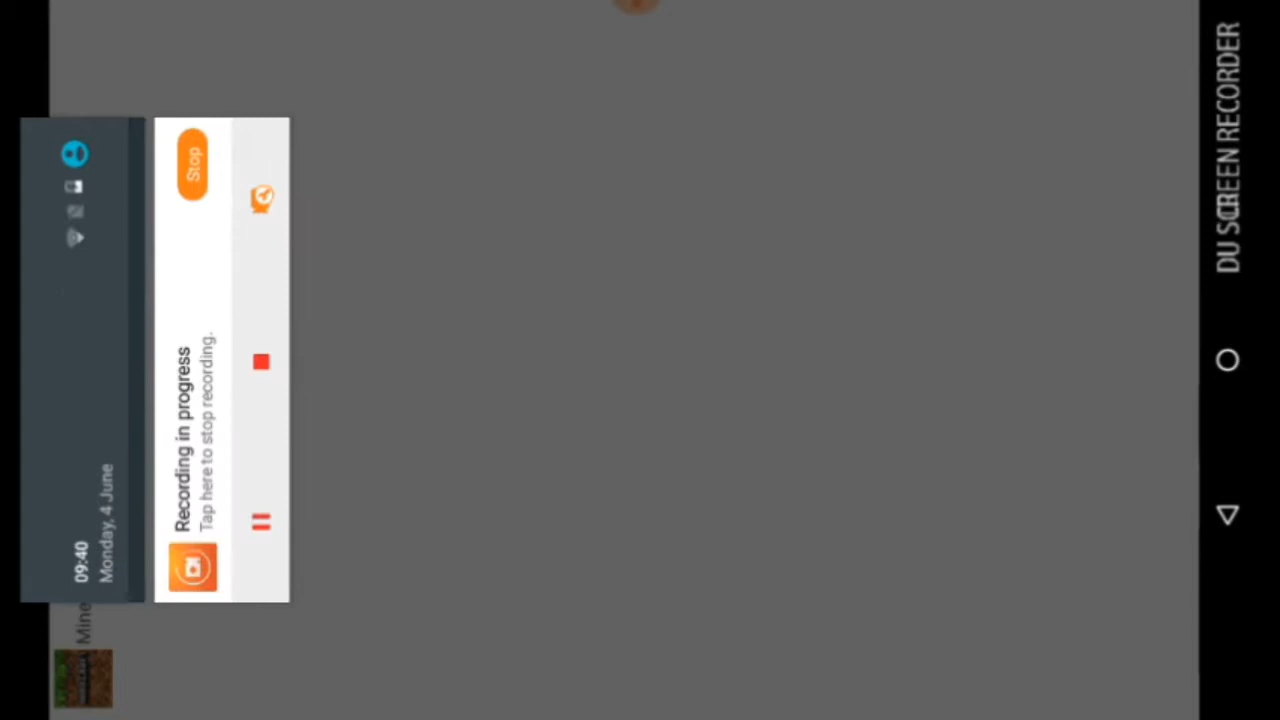 09:40
Monday, 4 June
Recording in progress
Tap here to stop recording.
Stop
Mine
DU SCREEN RECORDER